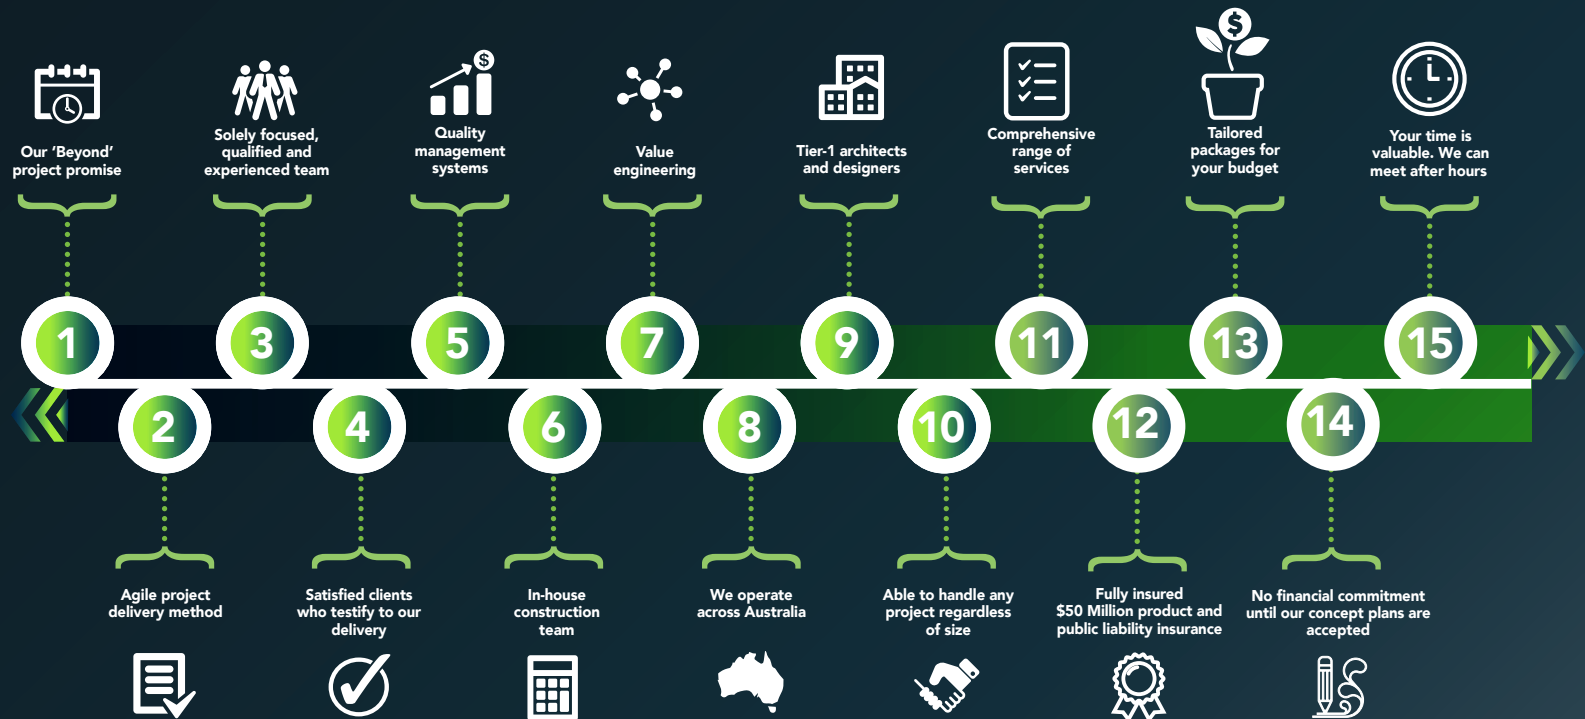 $
$
Our ‘Beyond’
project promise
Solely focused,
qualified and
experienced team
Quality
management
systems
Value
engineering
Tier-1 architects
and designers
Comprehensive
range of
services
Tailored
packages for
your budget
Your time is
valuable. We can
meet after hours
1
3
5
7
9
11
13
15
2
4
6
8
10
12
14
Agile project
delivery method
Satisfied clients
who testify to our
delivery
In-house
construction
team
We operate
across Australia
Able to handle any
project regardless
of size
Fully insured
$50 Million product and
public liability insurance
No financial commitment
until our concept plans are
accepted